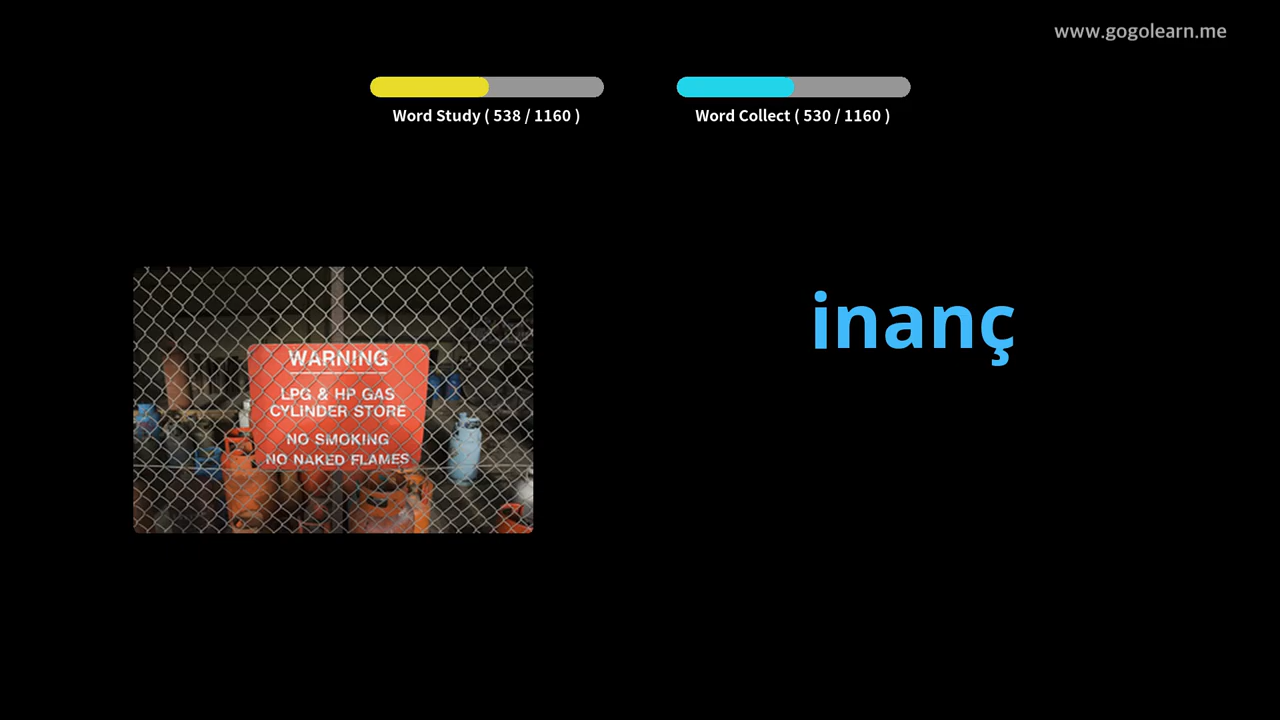 www.gogolearn.me
Word Study ( 538 / 1160 )
Word Collect ( 530 / 1160 )
inanç
WARNING
LPG & HP GAS
CYLINDER STORE
NO SMOKING
NO NAKED FLAMES